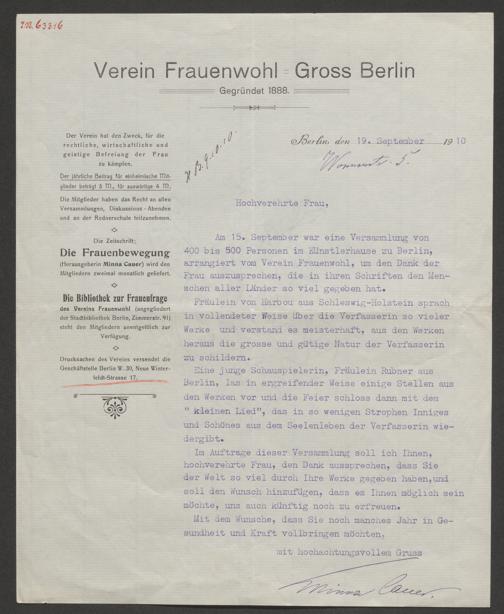 Verein Frauenwohl = Gross Berlin
Gegründet 1888.
Der Verein hat den Zweck, für die
rechtliche, wirtschaftliche und
geistige Befreiung der Frau
zu kämpfen.
Der jährliche Beitrag für einheimische Mit-
glieder beträgt 3 M., für auswärtige 4 M.
Die Mitglieder haben das Recht an allen
Versammlungen, Diskussions-Abenden
und an der Rednerschule teilzunehmen.
Die Zeitschrift:
Die Frauenbewegung
(Herausgeberin Minna Cauer) wird den
Mitgliedern zweimal monatlich geliefert.
Die Bibliothek zur Frauenfrage
des Vereins Frauenwohl (angegliedert
der Stadtbibliothek Berlin, Zimmerstr. 91)
steht den Mitgliedern unentgeltlich zur
Verfügung.
Drucksachen des Vereins versendet die
Geschäftstelle Berlin W. 30, Neue Winter-
feldt-Strasse 17.
Berlin, den 19. September 1910
Hochverehrte Frau,
Am 15. September war eine Versammlung von
400 bis 500 Personen im Künstlerhause zu Berlin,
arrangiert vom Verein Frauenwohl, um den Dank der
Frau auszusprechen, die in ihren Schriften den Men-
schen aller Länder so viel gegeben hat.
Fräulein von Harbou aus Schleswig-Holstein sprach
in vollendeter Weise über die Verfasserin so vieler
Werke und verstand es meisterhaft, aus den Werken
heraus die grosse und gütige Natur der Verfasserin
zu schildern.
Eine junge Schauspielerin, Fräulein Rubner aus
Berlin, las in ergreifender Weise einige Stellen aus
den Werken vor und die Feier schloss dann mit dem
" kleinen Lied", das in so wenigen Strophen Inniges
und Schönes aus dem Seelenleben der Verfasserin wie-
dergibt.
Im Auftrage dieser Versammlung soll ich Ihnen,
hochverehrte Frau, den Dank aussprechen, dass Sie
der Welt so viel durch Ihre Werke gegeben haben,und
soll den Wunsch hinzufügen, dass es Ihnen möglich sein
möchte, uns auch künftig noch zu erfreuen.
Mit dem Wunsche, dass Sie noch manches Jahr in Ge-
sundheit und Kraft vollbringen möchten,
mit hochachtungsvollem Gruss
Minna Cauer.